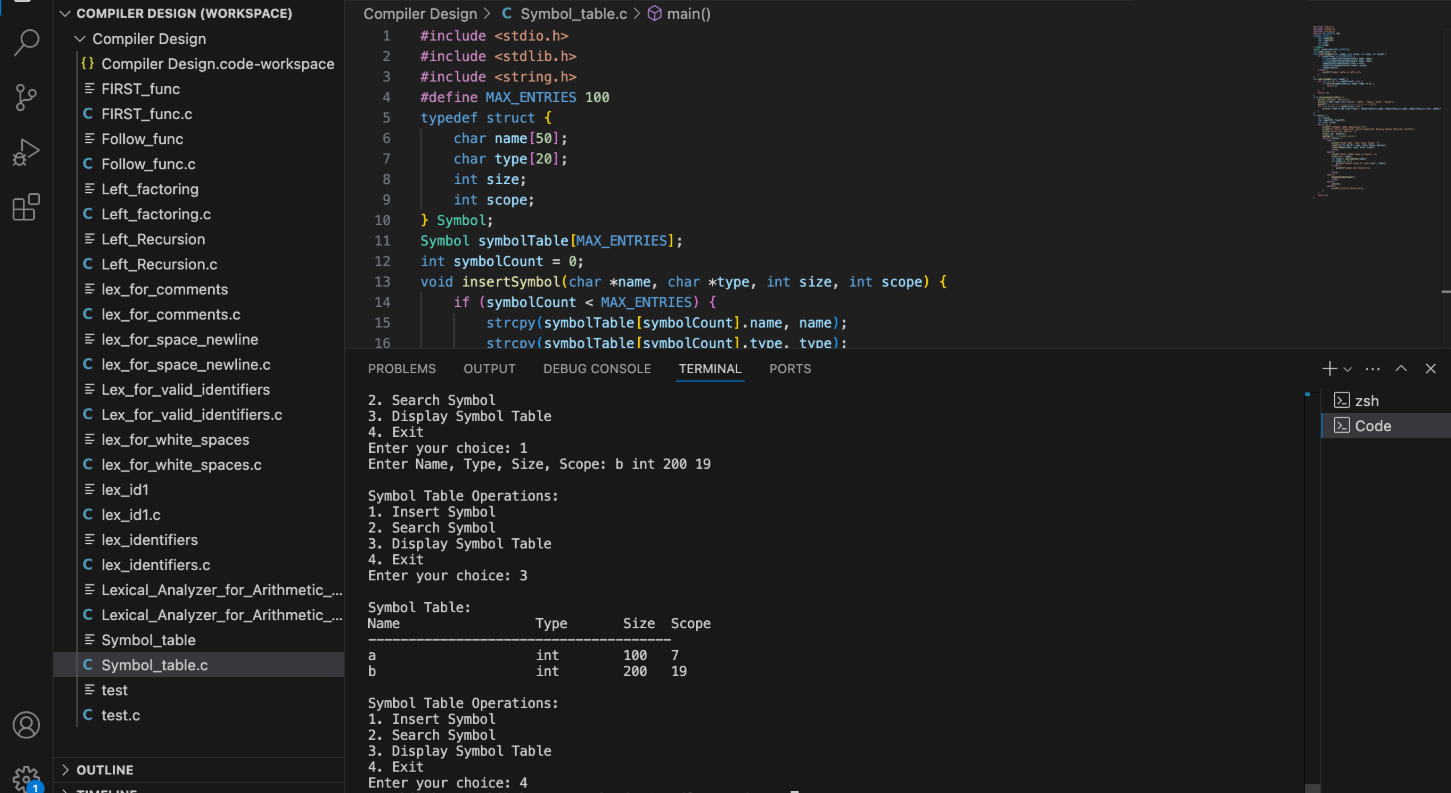 COMPILER DESIGN (WORKSPACE)
Compiler Design
{} Compiler Design.code-workspace
FIRST_func
C FIRST_func.c
Follow_func
C Follow_func.c
Left_factoring
C Left_factoring.c
Left_Recursion
C Left_Recursion.c
lex_for_comments
C lex_for_comments.c
lex_for_space_newline
C lex_for_space_newline.c
Lex_for_valid_identifiers
C Lex_for_valid_identifiers.c
lex_for_white_spaces
C lex_for_white_spaces.c
lex_id1
C lex_id1.c
lex_identifiers
C lex_identifiers.c
Lexical_Analyzer_for_Arithmetic_...
C Lexical_Analyzer_for_Arithmetic_...
Symbol_table
C Symbol_table.c
test
C test.c
OUTLINE
TIMELINE
1
Compiler Design > C Symbol_table.c > main()
1 #include <stdio.h>
2 #include <stdlib.h>
3 #include <string.h>
4 #define MAX_ENTRIES 100
5 typedef struct {
6 char name[50];
7 char type[20];
8 int size;
9 int scope;
10 } Symbol;
11 Symbol symbolTable[MAX_ENTRIES];
12 int symbolCount = 0;
13 void insertSymbol(char *name, char *type, int size, int scope) {
14 if (symbolCount < MAX_ENTRIES) {
15 strcpy(symbolTable[symbolCount].name, name);
16 strcpy(symbolTable[symbolCount].type, type);
PROBLEMS OUTPUT DEBUG CONSOLE TERMINAL PORTS
2. Search Symbol
3. Display Symbol Table
4. Exit
Enter your choice: 1
Enter Name, Type, Size, Scope: b int 200 19
Symbol Table Operations:
1. Insert Symbol
2. Search Symbol
3. Display Symbol Table
4. Exit
Enter your choice: 3
Symbol Table:
Name Type Size Scope
--------------------------------------
a int 100 7
b int 200 19
Symbol Table Operations:
1. Insert Symbol
2. Search Symbol
3. Display Symbol Table
4. Exit
Enter your choice: 4
zsh
Code